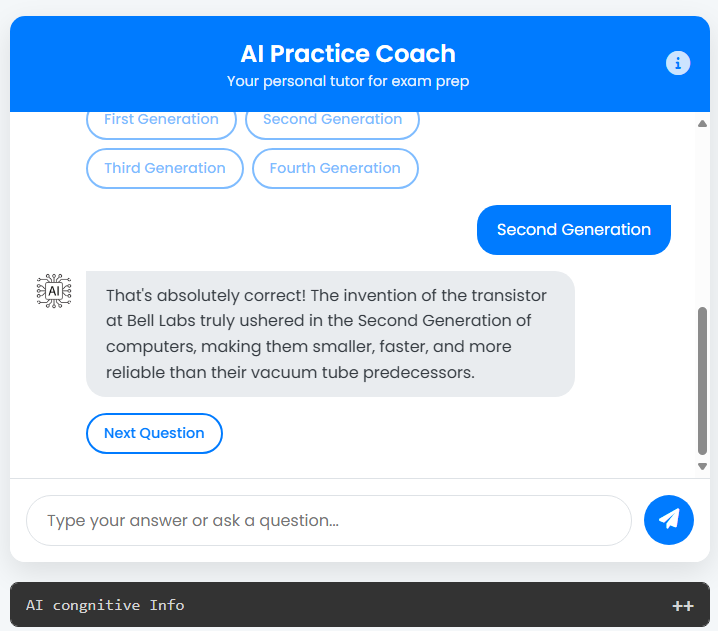 AI Practice Coach
Your personal tutor for exam prep
First Generation
Second Generation
Third Generation
Fourth Generation
Second Generation
AI
That's absolutely correct! The invention of the transistor
at Bell Labs truly ushered in the Second Generation of
computers, making them smaller, faster, and more
reliable than their vacuum tube predecessors.
Next Question
Type your answer or ask a question...
AI congnitive Info
++